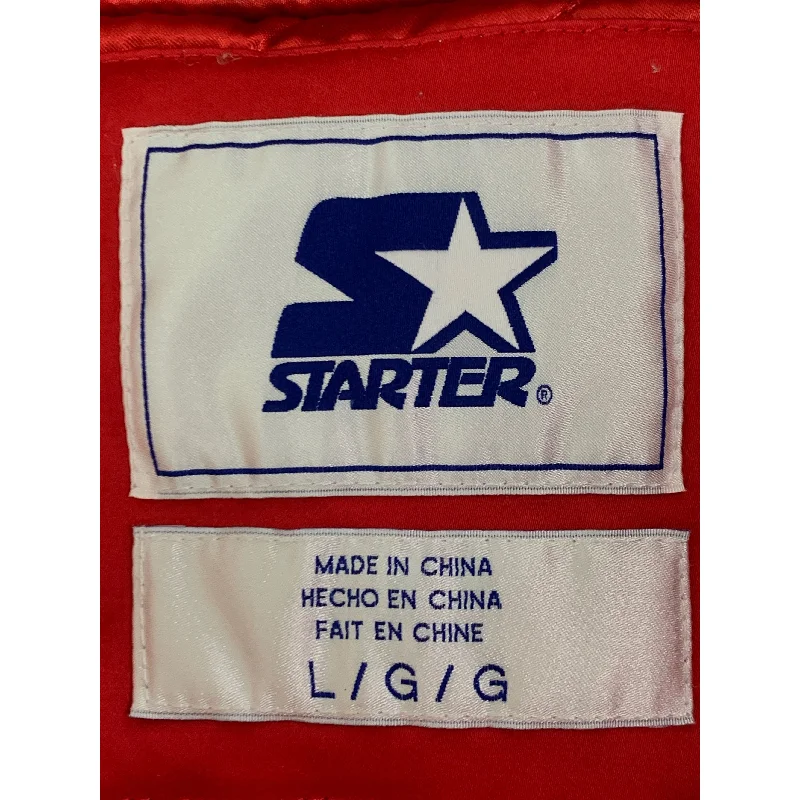 STARTER®
MADE IN CHINA
HECHO EN CHINA
FAIT EN CHINE
L / G / G